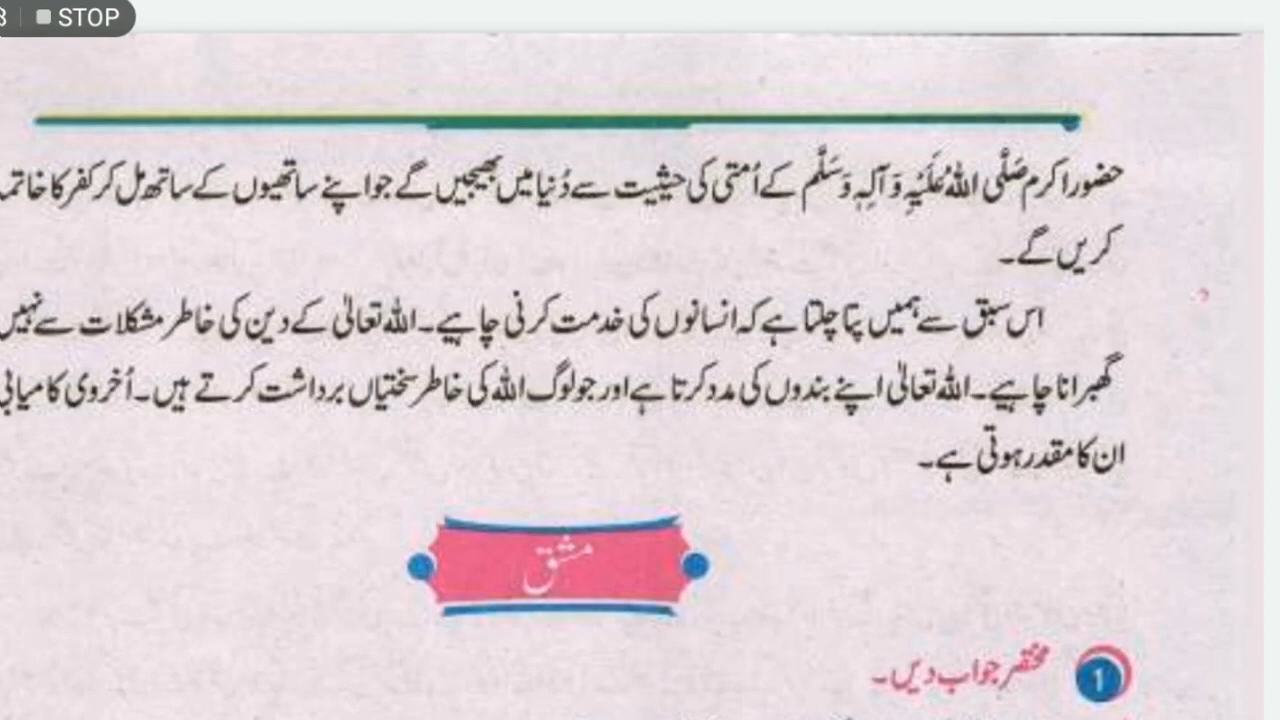 STOP
حضور اکرم صَلَّی اللہُ عَلَیْہِ وَ آلِہٖ وَسَلَّم کے اُمتی کی حیثیت سے دُنیا میں بھیجیں گے جو اپنے ساتھیوں کے ساتھ مل کر کفر کا خاتمہ
کریں گے۔
اس سبق سے ہمیں پتا چلتا ہے کہ انسانوں کی خدمت کرنی چاہیے۔ اللہ تعالیٰ کے دین کی خاطر مشکلات سے نہیں
گھبرانا چاہیے۔ اللہ تعالیٰ اپنے بندوں کی مدد کرتا ہے اور جو لوگ اللہ کی خاطر سختیاں برداشت کرتے ہیں۔ اُخروی کامیابی
ان کا مقدر ہوتی ہے۔
مشق
1 مختصر جواب دیں۔